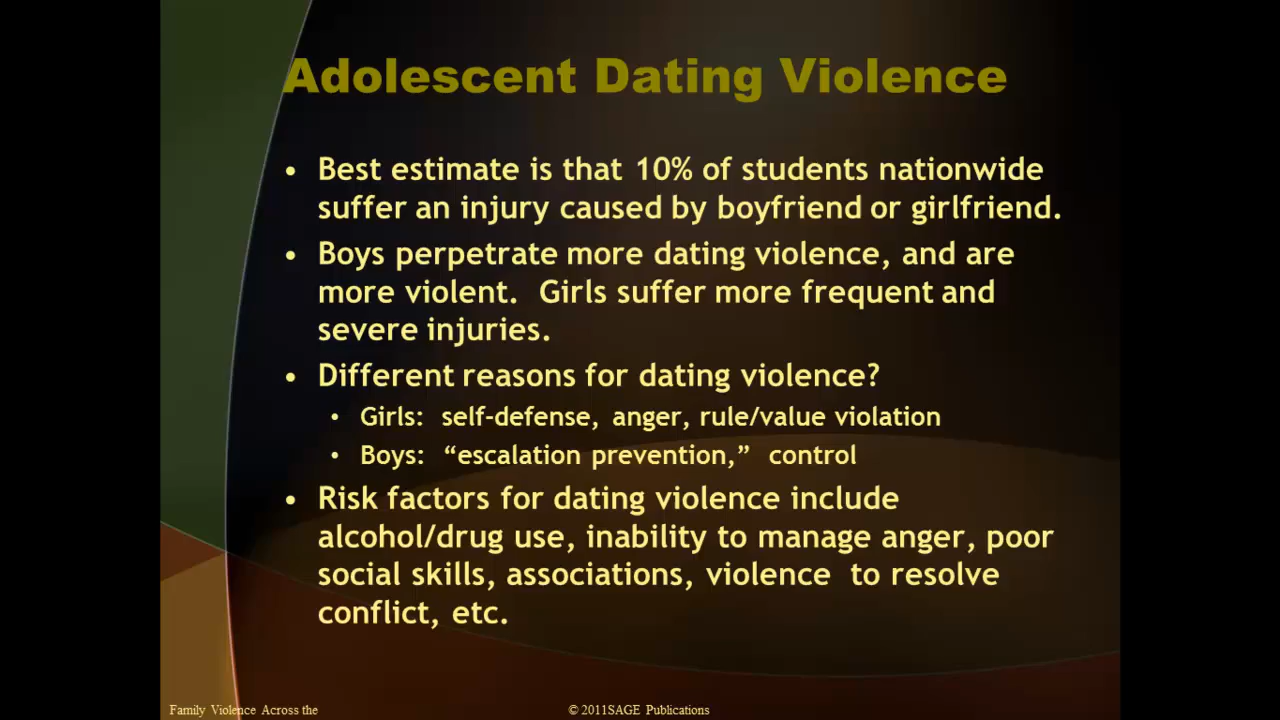 Adolescent Dating Violence
• Best estimate is that 10% of students nationwide
suffer an injury caused by boyfriend or girlfriend.
• Boys perpetrate more dating violence, and are
more violent.  Girls suffer more frequent and
severe injuries.
• Different reasons for dating violence?
• Girls:  self-defense, anger, rule/value violation
• Boys:  “escalation prevention,”  control
• Risk factors for dating violence include
alcohol/drug use, inability to manage anger, poor
social skills, associations, violence  to resolve
conflict, etc.
Family Violence Across the
© 2011SAGE Publications